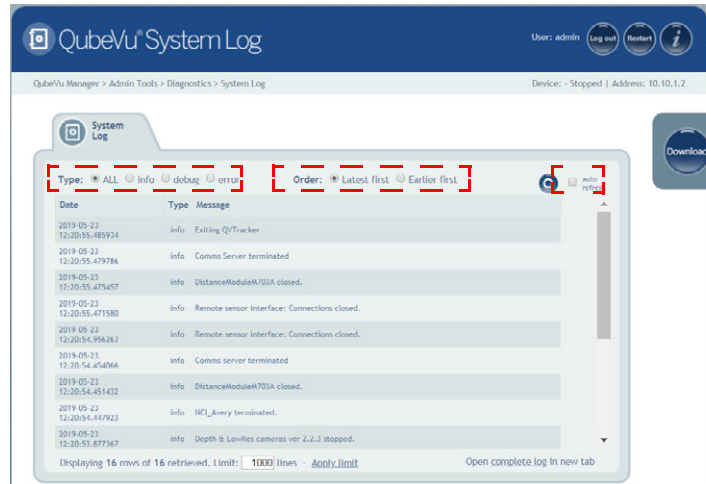 QubeVu® System Log
User: admin
Log out
Restart
i
QubeVu Manager > Admin Tools > Diagnostics > System Log
Device: - Stopped | Address: 10.10.1.2
System
Log
Download
Type: ALL info debug error
Order: Latest first Earlier first
auto
refresh
Date Type Message
2019-05-23
12:20:55.485934 info Exiting QVTracker
2019-05-23
12:20:55.479786 info Comms Server terminated
2019-05-23
12:20:55.475457 info DistanceModuleM703A closed.
2019-05-23
12:20:55.471580 info Remote sensor interface: Connections closed.
2019-05-23
12:20:54.956263 info Remote sensor interface: Connections closed.
2019-05-23
12:20:54.454066 info Comms server terminated
2019-05-23
12:20:54.451432 info DistanceModuleM703A closed.
2019-05-23
12:20:54.447923 info NCI_Avery terminated.
2019-05-23
12:20:53.877367 info Depth & LowRes cameras ver 2.2.3 stopped.
Displaying 16 rows of 16 retrieved. Limit: 1000 lines · Apply limit
Open complete log in new tab